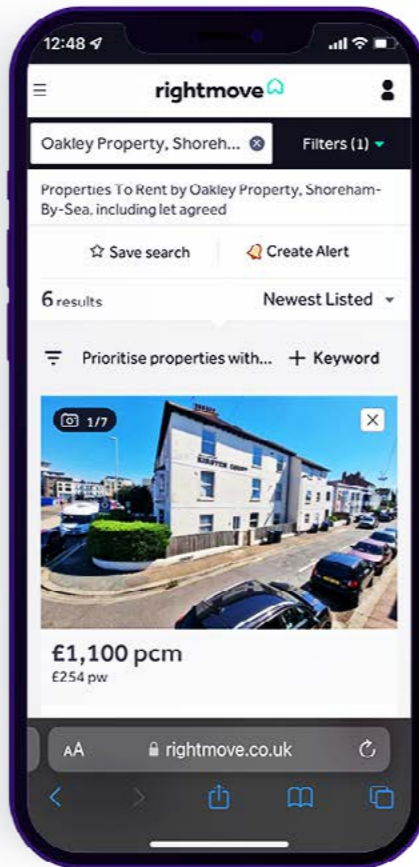 12:48
rightmove
Oakley Property, Shoreh...
Filters (1)
Properties To Rent by Oakley Property, Shoreham-
By-Sea, including let agreed
Save search
Create Alert
6 results
Newest Listed
Prioritise properties with...
+ Keyword
1/7
COURT
£1,100 pcm
£254 pw
AA
rightmove.co.uk